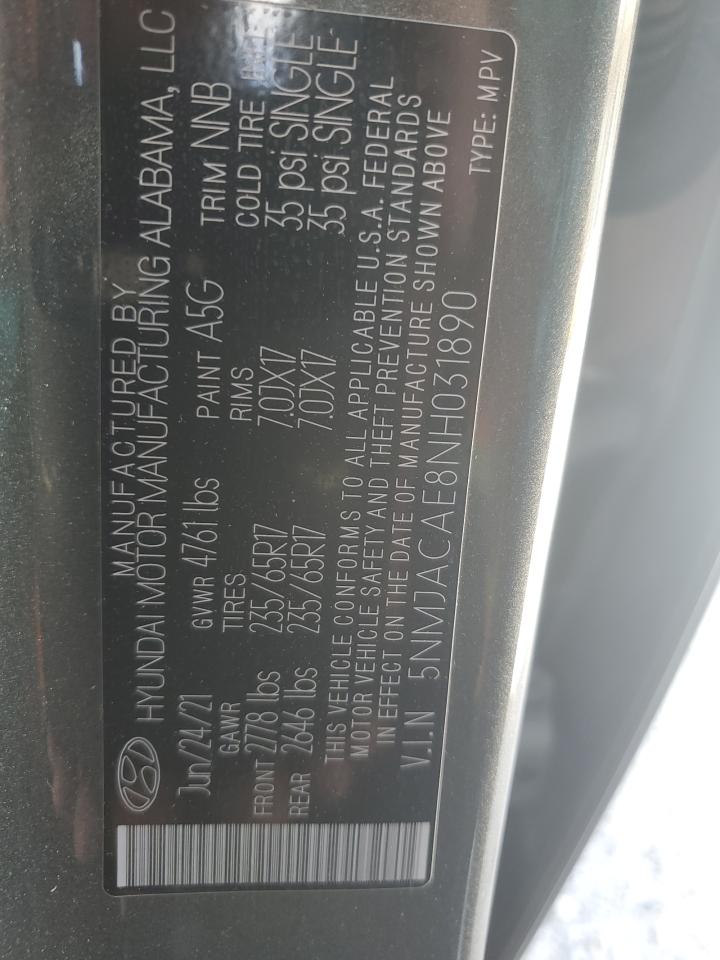 MANUFACTURED BY
HYUNDAI MOTOR MANUFACTURING ALABAMA, LLC
Jun/24/21 GVWR 4761 lbs PAINT A5G TRIM NNB
GAWR TIRES RIMS COLD TIRE
FRONT 2778 lbs 235/65R17 7.0JX17 35 psi SINGLE
REAR 2646 lbs 235/65R17 7.0JX17 35 psi SINGLE
THIS VEHICLE CONFORMS TO ALL APPLICABLE U.S.A. FEDERAL
MOTOR VEHICLE SAFETY AND THEFT PREVENTION STANDARDS
IN EFFECT ON THE DATE OF MANUFACTURE SHOWN ABOVE
V.I.N 5NMJACAE8NH031890 TYPE: MPV